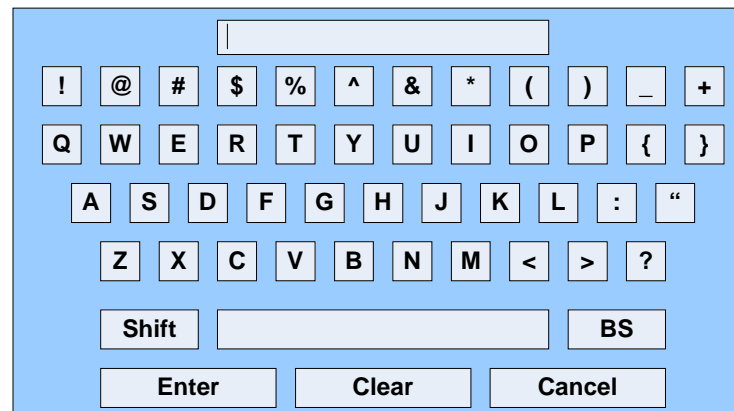 ! @ # $ % ^ & * ( ) _ +
Q W E R T Y U I O P { }
A S D F G H J K L : “
Z X C V B N M < > ?
Shift BS
Enter Clear Cancel